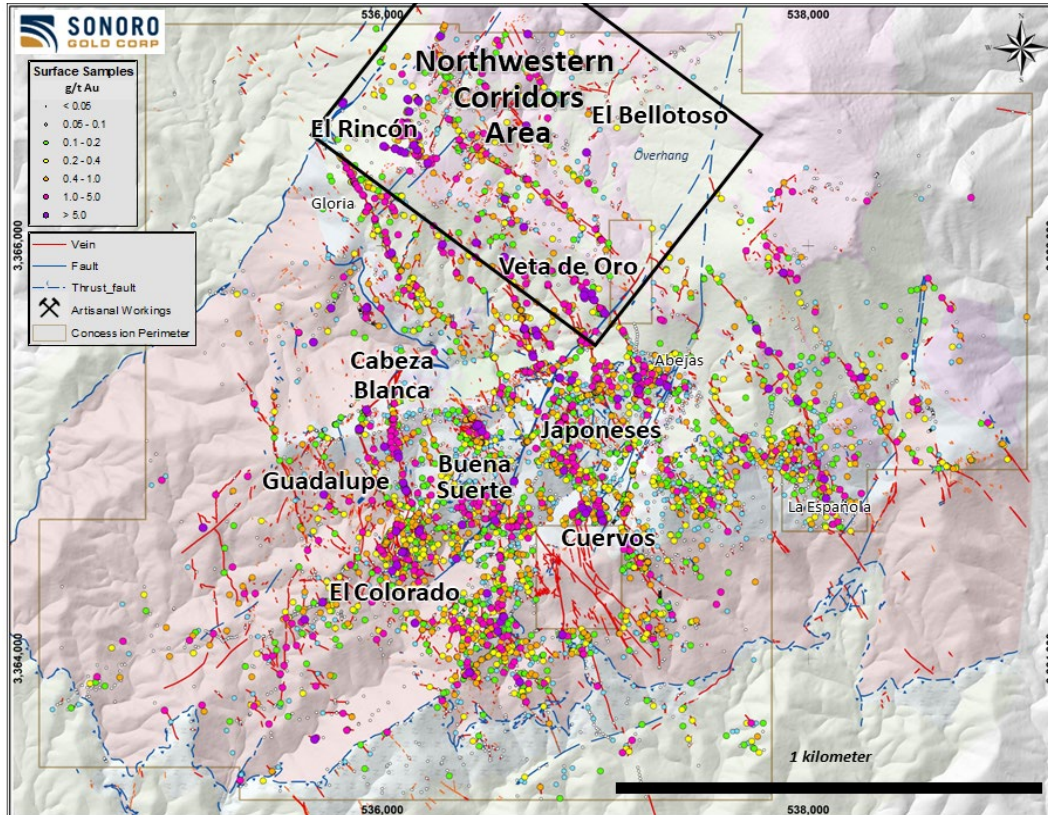 SONORO
GOLD CORP
Surface Samples
g/t Au
< 0.05
0.05 - 0.1
0.1 - 0.2
0.2 - 0.4
0.4 - 1.0
1.0 - 5.0
> 5.0
Vein
Fault
Thrust_fault
Artisanal Workings
Concession Perimeter
536,000
538,000
N
W
E
S
Northwestern
Corridors
Area
El Bellotoso
El Rincón
Overhang
Gloria
3,366,000
Veta de Oro
Abejas
Cabeza
Blanca
Japoneses
Buena
Suerte
Guadalupe
La Española
Cuervos
El Colorado
3,364,000
1 kilometer
536,000
538,000